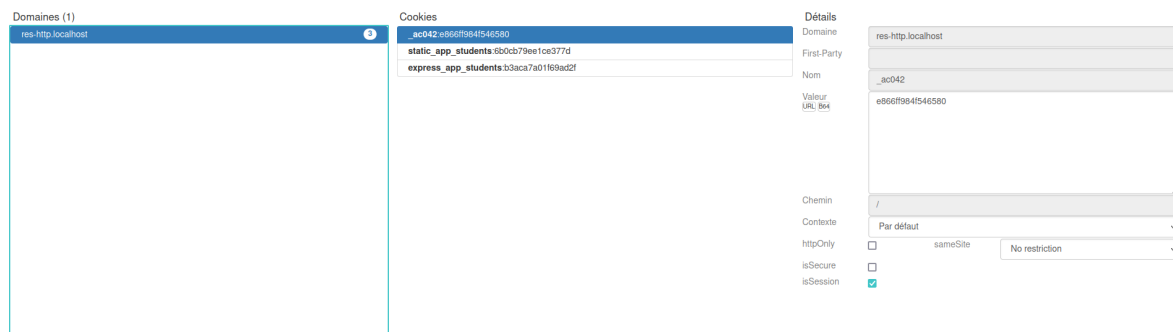 Domaines (1)
res-http.localhost 3
Cookies
_ac042:e866ff984f546580
static_app_students:6b0cb79ee1ce377d
express_app_students:b3aca7a01f69ad2f
Détails
Domaine res-http.localhost
First-Party
Nom _ac042
Valeur e866ff984f546580
URL B64
Chemin /
Contexte Par défaut
httpOnly sameSite No restriction
isSecure
isSession